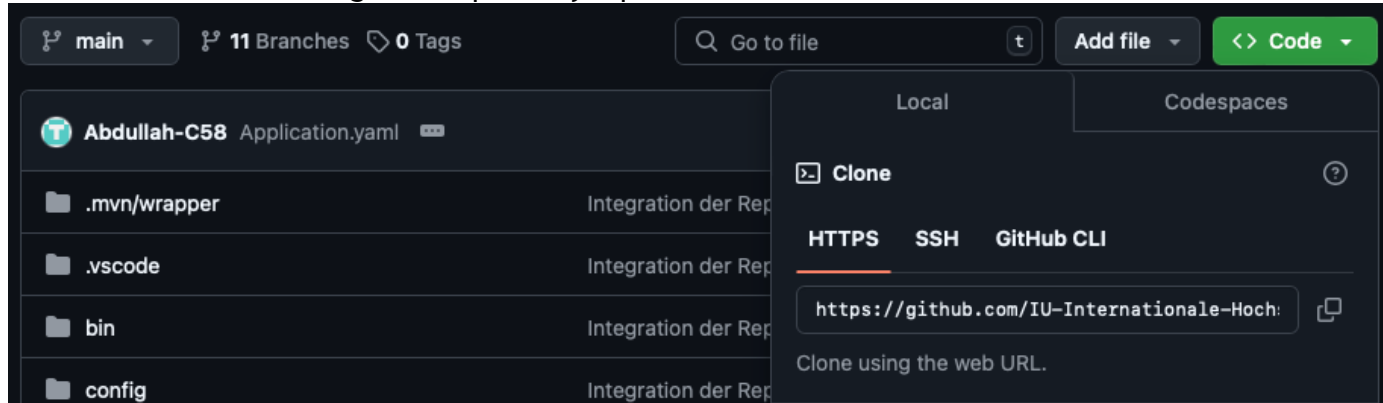 main 11 Branches 0 Tags Go to file t Add file Code
Local Codespaces
Abdullah-C58 Application.yaml
Clone
.mvn/wrapper Integration der Rep
HTTPS SSH GitHub CLI
.vscode Integration der Rep
https://github.com/IU-Internationale-Hochs
bin Integration der Rep
Clone using the web URL.
config Integration der Rep